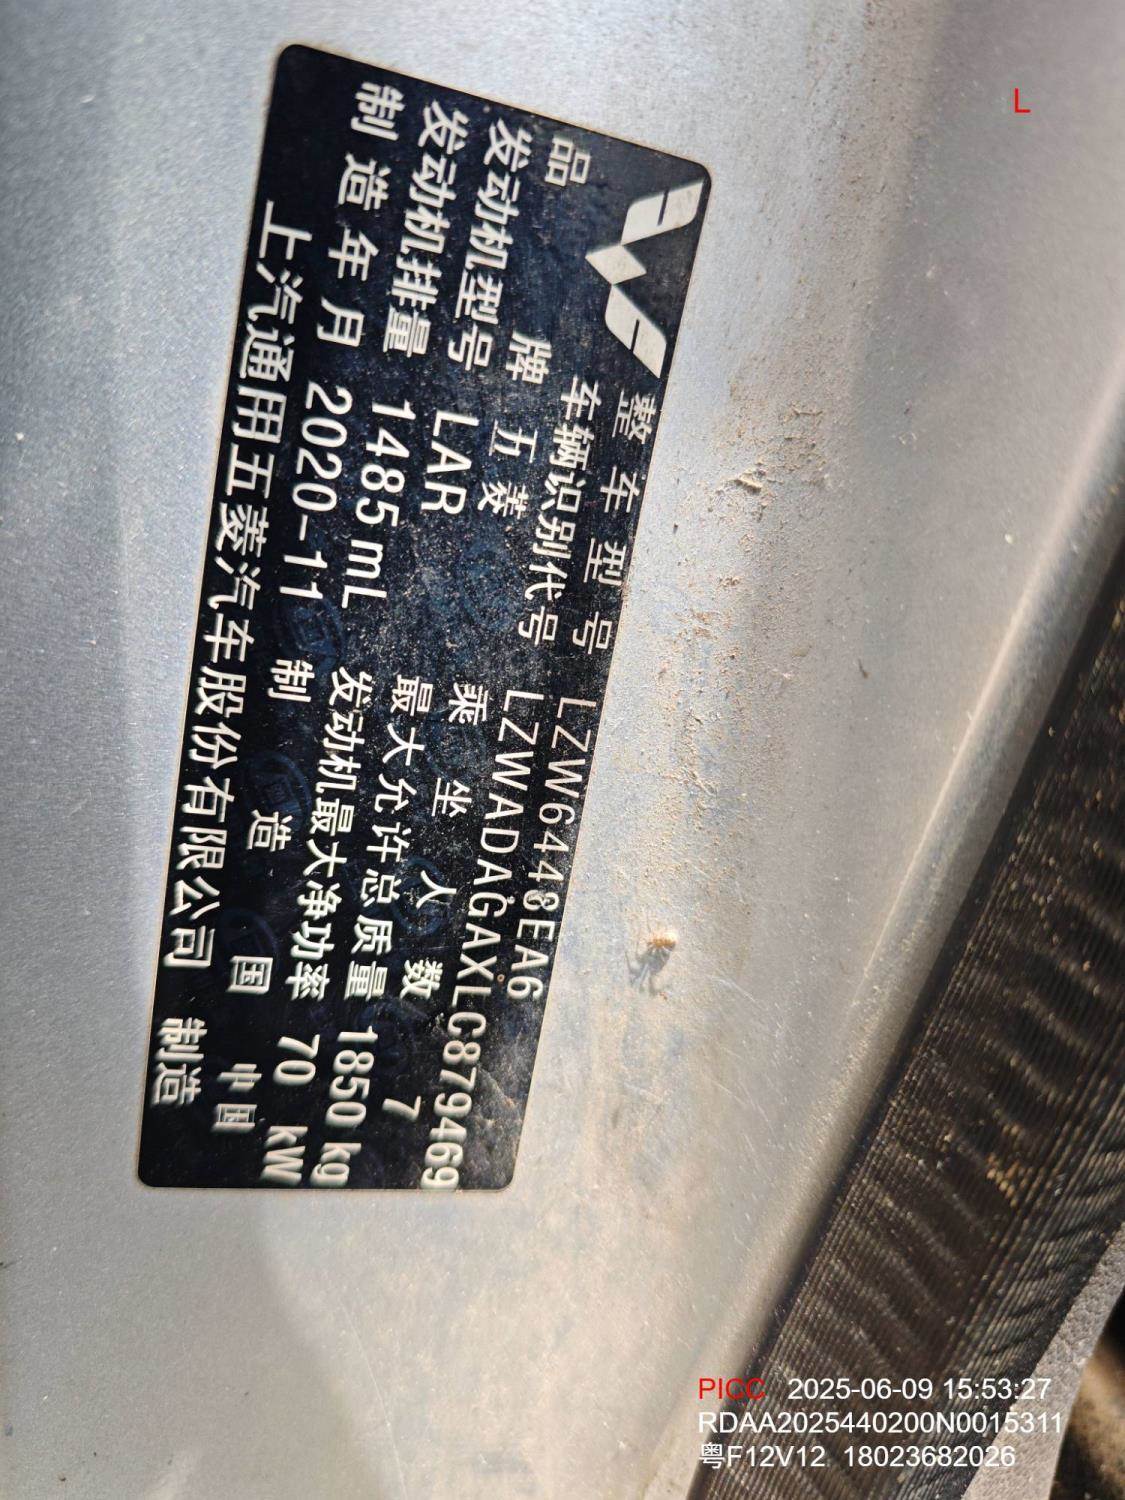 整车型号 LZW6448EA6
车辆识别代号 LZWADAGAXLC879469
品牌 五菱 乘坐人数 7
发动机型号 LAR 最大允许总质量 1850 kg
发动机排量 1485 mL 发动机最大净功率 70 kW
制造年月 2020-11 制造国 中国
上汽通用五菱汽车股份有限公司 制造
L
PICC 2025-06-09 15:53:27
RDAA2025440200N0015311
粤F12V12 18023682026